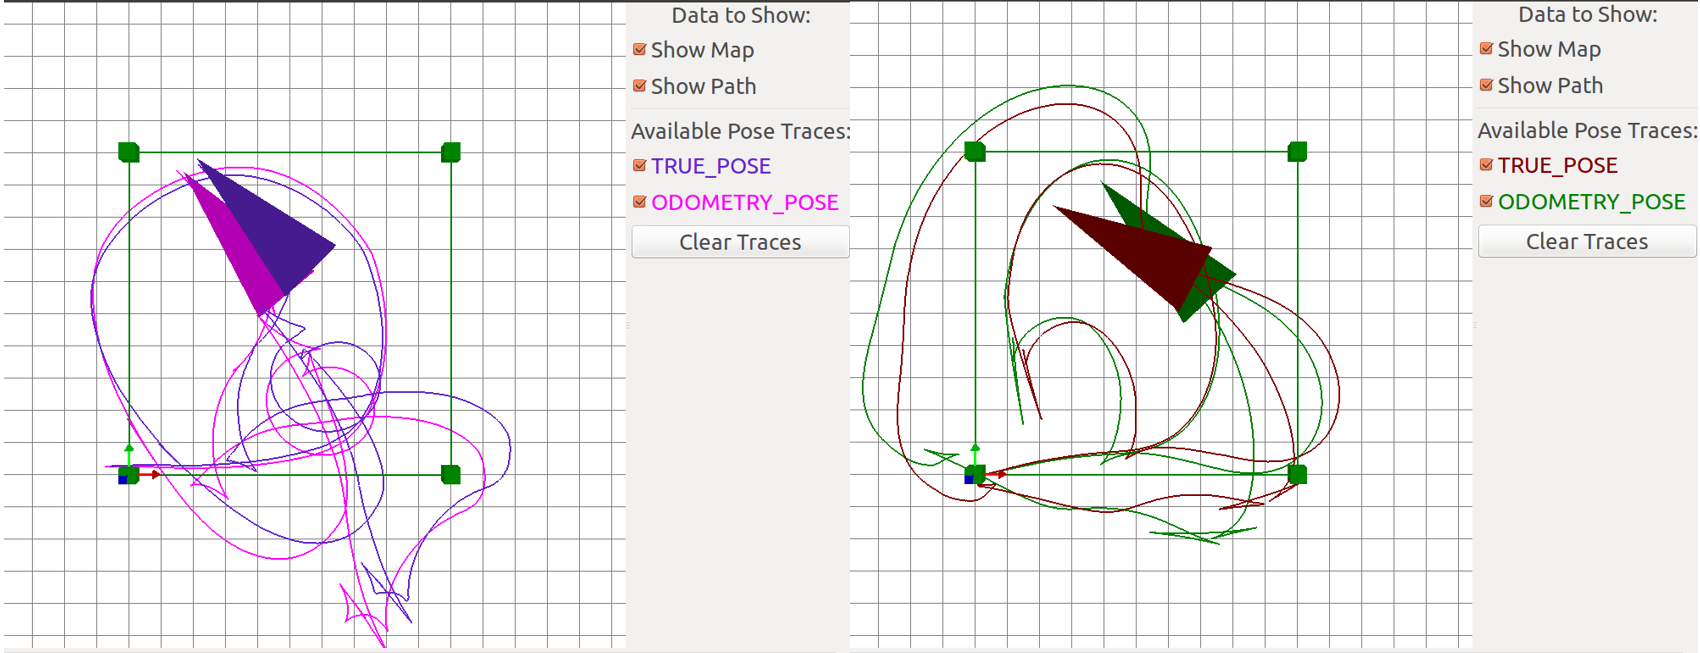 Data to Show:
Show Map
Show Path
Available Pose Traces:
TRUE_POSE
ODOMETRY_POSE
Clear Traces
Data to Show:
Show Map
Show Path
Available Pose Traces:
TRUE_POSE
ODOMETRY_POSE
Clear Traces